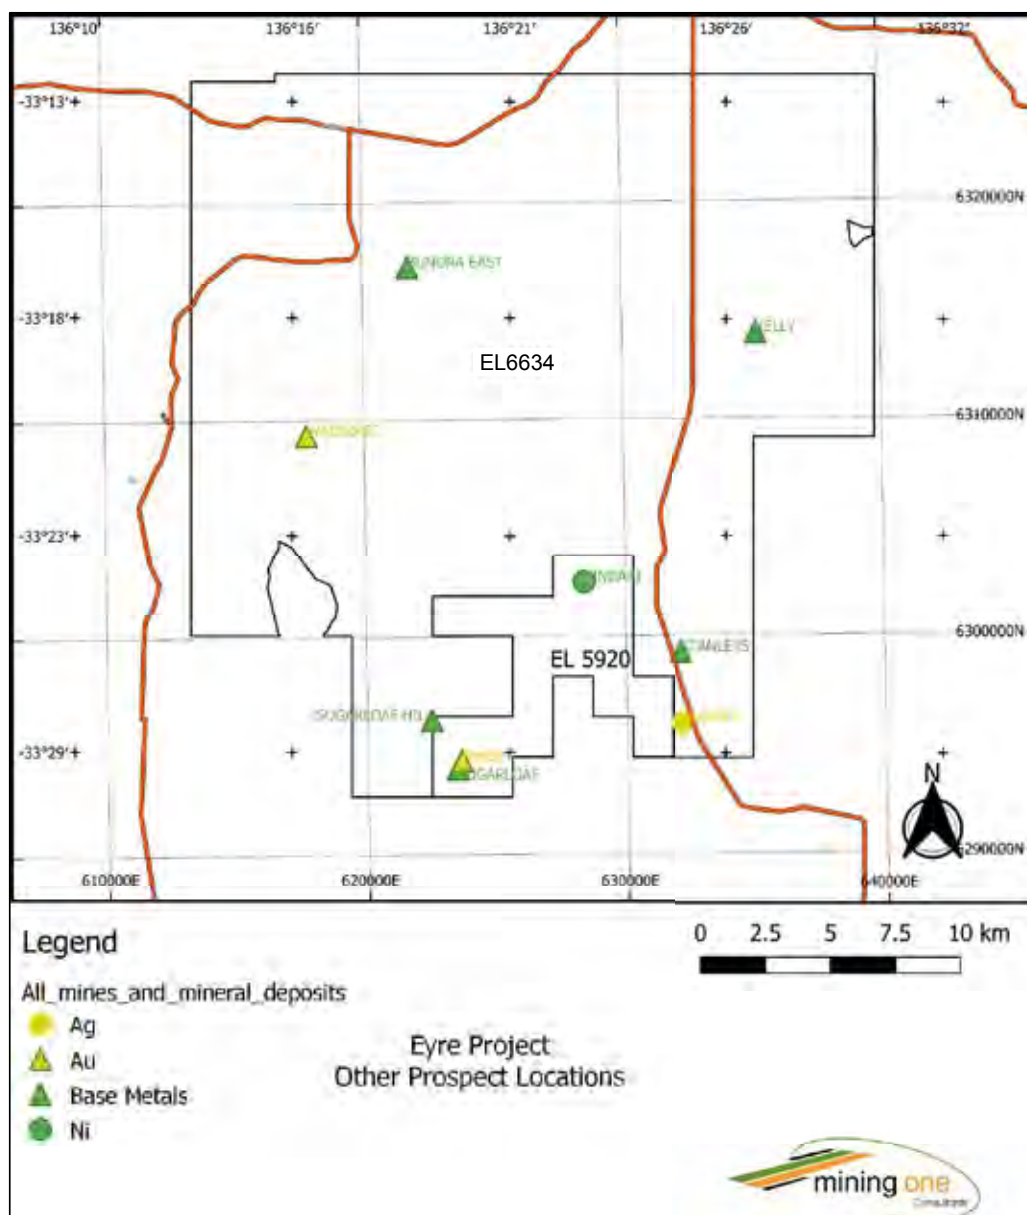 136°10' 136°16' 136°21' 136°26' 136°32'
-33°13'
6320000N
-33°18'
EL6634
6310000N
-33°23'
6300000N
EL 5920
-33°29'
N
6290000N
610000E 620000E 630000E 640000E
Legend
0 2.5 5 7.5 10 km
All_mines_and_mineral_deposits
Ag
Au
Base Metals
Ni
Eyre Project
Other Prospect Locations
mining one
Consultants